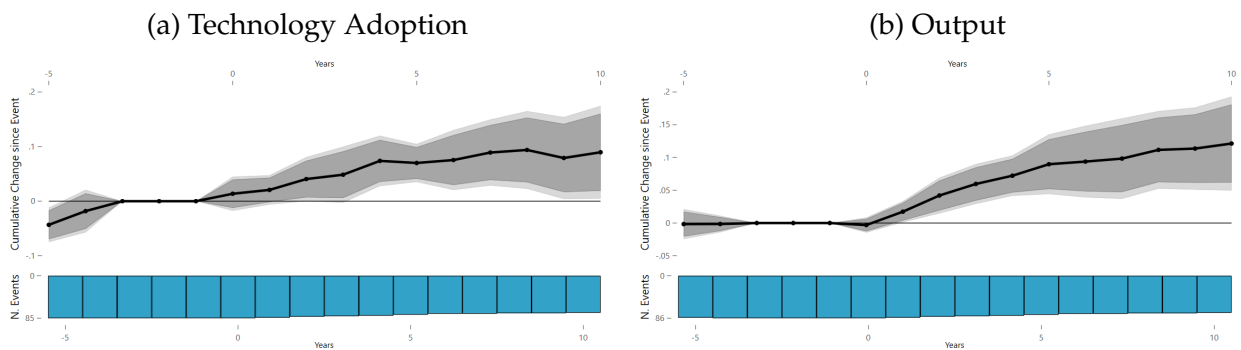 (a) Technology Adoption
Years
-5 0 5 10
Cumulative Change since Event
.2
.1
0
-.1
N. Events
0
85
-5 0 5 10
Years
(b) Output
Years
-5 0 5 10
Cumulative Change since Event
.2
.15
.1
.05
0
-.05
N. Events
0
86
-5 0 5 10
Years